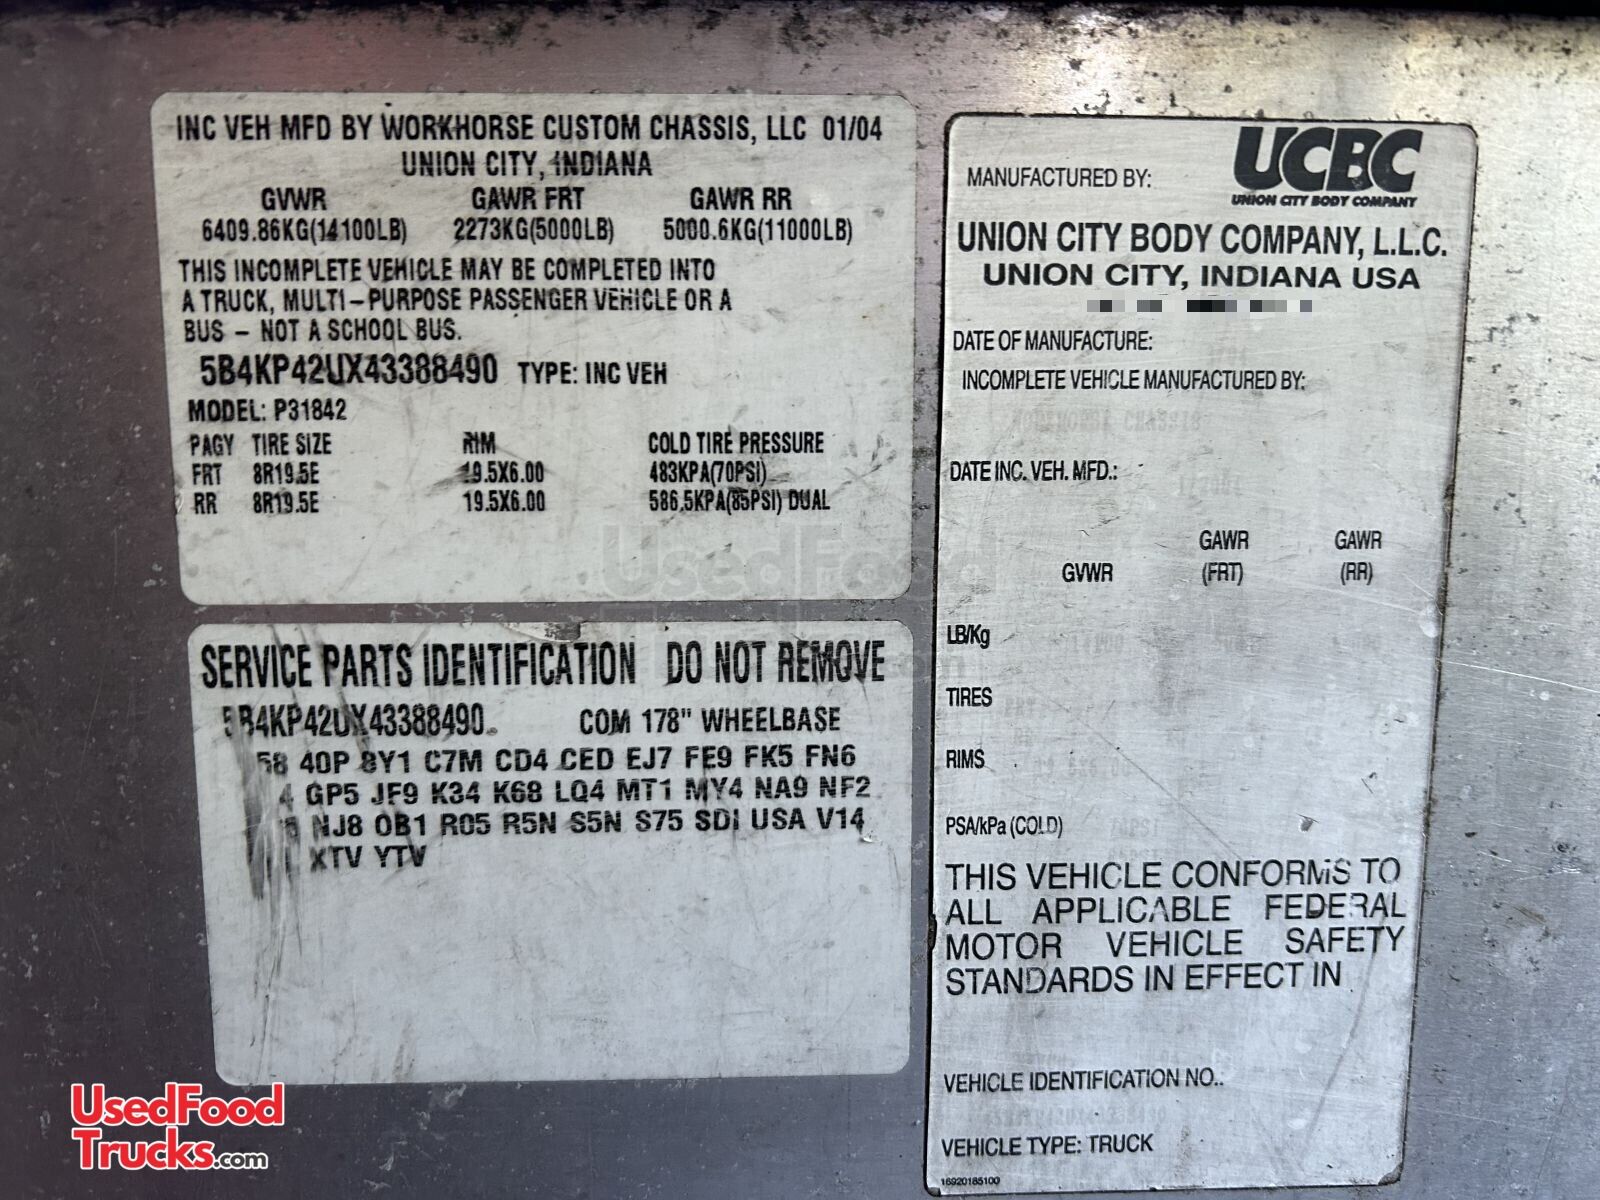 INC VEH MFD BY WORKHORSE CUSTOM CHASSIS, LLC 01/04
UNION CITY, INDIANA
GVWR GAWR FRT GAWR RR
6409.86KG(14100LB) 2273KG(5000LB) 5000.6KG(11000LB)
THIS INCOMPLETE VEHICLE MAY BE COMPLETED INTO
A TRUCK, MULTI-PURPOSE PASSENGER VEHICLE OR A
BUS - NOT A SCHOOL BUS.
5B4KP42UX43388490 TYPE: INC VEH
MODEL: P31842
PAGY TIRE SIZE RIM COLD TIRE PRESSURE
FRT 8R19.5E 19.5X6.00 483KPA(70PSI)
RR 8R19.5E 19.5X6.00 586.5KPA(85PSI) DUAL
SERVICE PARTS IDENTIFICATION DO NOT REMOVE
5B4KP42UX43388490 COM 178" WHEELBASE
58 40P 8Y1 C7M CD4 CED EJ7 FE9 FK5 FN6
4 GP5 JF9 K34 K68 LQ4 MT1 MY4 NA9 NF2
NJ8 OB1 R05 R5N S5N S75 SDI USA V14
XTV YTV
MANUFACTURED BY: UCBC
UNION CITY BODY COMPANY
UNION CITY BODY COMPANY, L.L.C.
UNION CITY, INDIANA USA
DATE OF MANUFACTURE:
INCOMPLETE VEHICLE MANUFACTURED BY:
DATE INC. VEH. MFD.:
GAWR GAWR
GVWR (FRT) (RR)
LB/Kg
TIRES
RIMS
PSA/kPa (COLD)
THIS VEHICLE CONFORMS TO
ALL APPLICABLE FEDERAL
MOTOR VEHICLE SAFETY
STANDARDS IN EFFECT IN
VEHICLE IDENTIFICATION NO.:
VEHICLE TYPE: TRUCK
16920185100
UsedFood
Trucks.com